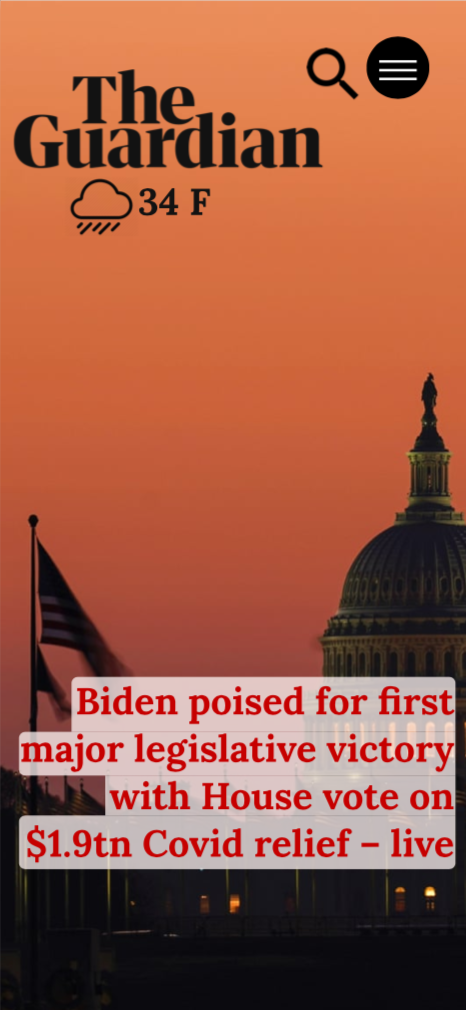 The
Guardian
34 F
Biden poised for first
major legislative victory
with House vote on
$1.9tn Covid relief – live